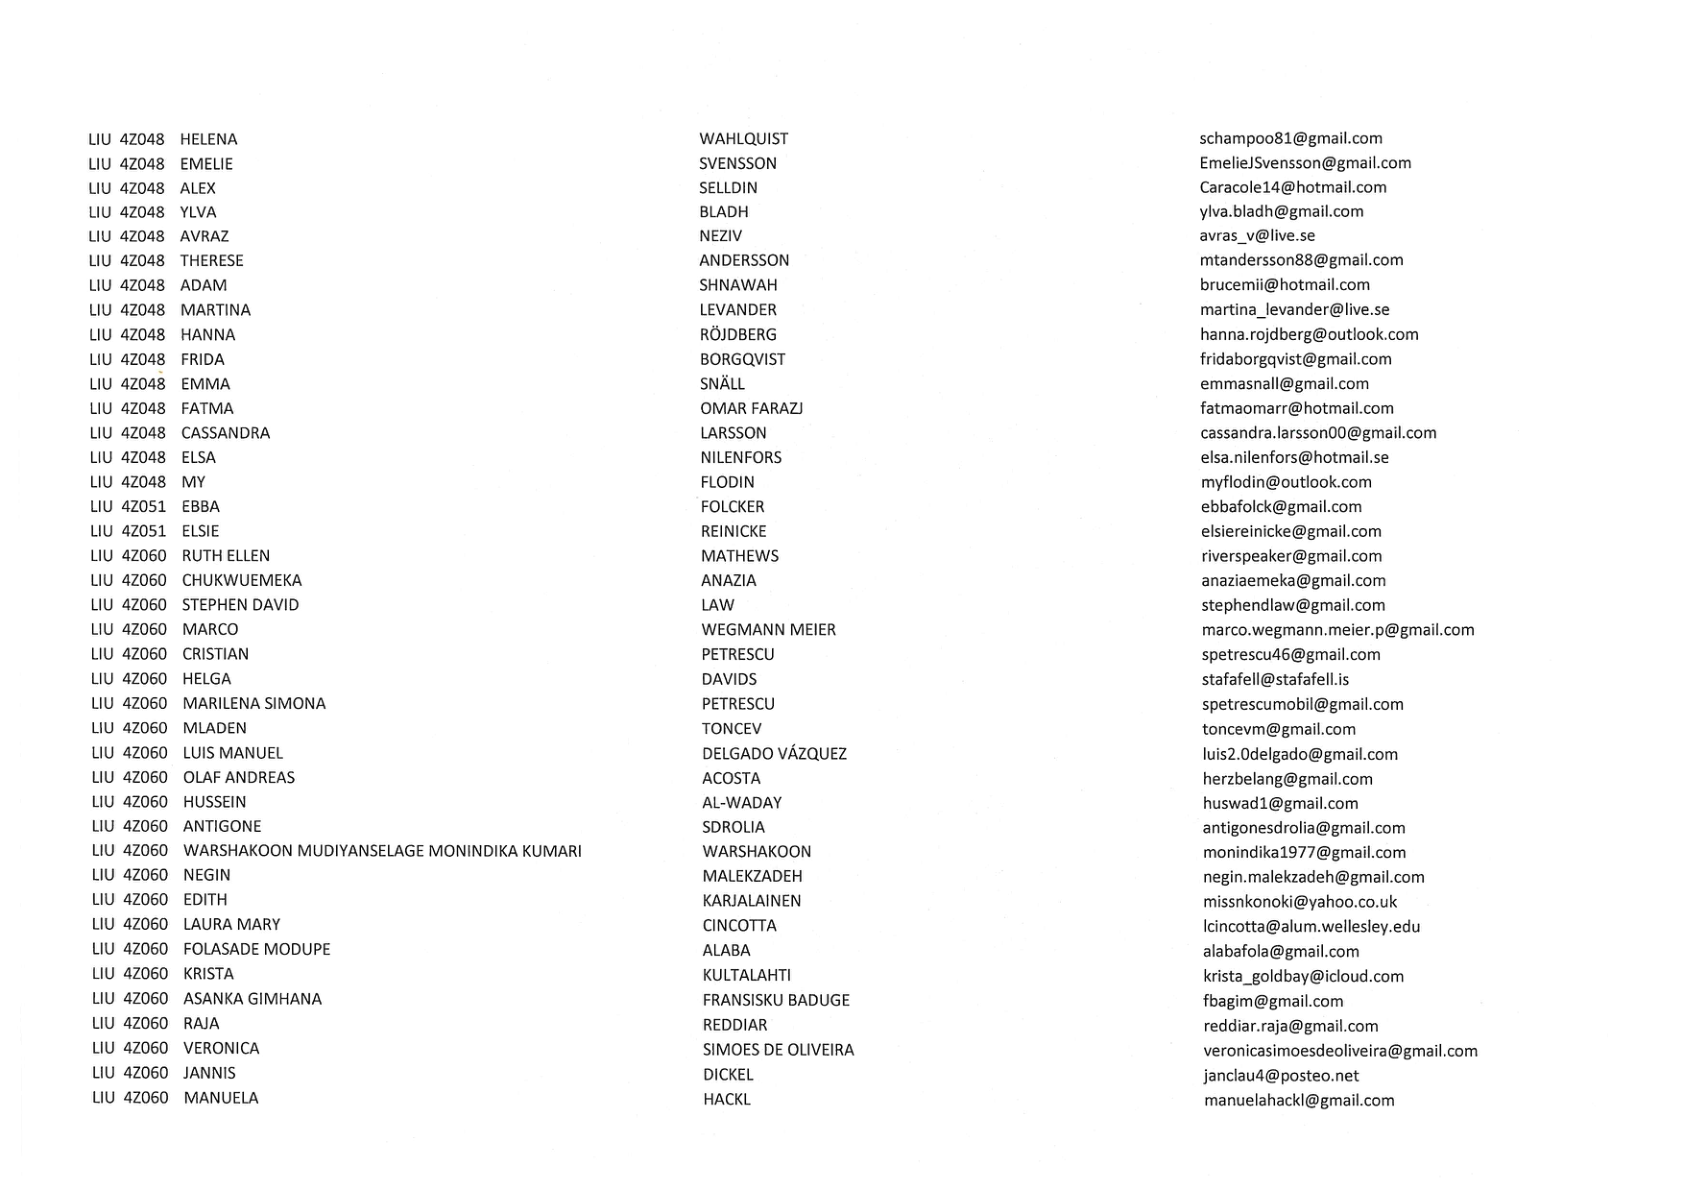 LIU 4Z048 HELENA WAHLQUIST schampoo81@gmail.com
LIU 4Z048 EMELIE SVENSSON EmelieJSvensson@gmail.com
LIU 4Z048 ALEX SELLDIN Caracole14@hotmail.com
LIU 4Z048 YLVA BLADH ylva.bladh@gmail.com
LIU 4Z048 AVRAZ NEZIV avras_v@live.se
LIU 4Z048 THERESE ANDERSSON mtandersson88@gmail.com
LIU 4Z048 ADAM SHNAWAH brucemii@hotmail.com
LIU 4Z048 MARTINA LEVANDER martina_levander@live.se
LIU 4Z048 HANNA RÖJDBERG hanna.rojdberg@outlook.com
LIU 4Z048 FRIDA BORGQVIST fridaborgqvist@gmail.com
LIU 4Z048 EMMA SNÄLL emmasnall@gmail.com
LIU 4Z048 FATMA OMAR FARAZJ fatmaomarr@hotmail.com
LIU 4Z048 CASSANDRA LARSSON cassandra.larsson00@gmail.com
LIU 4Z048 ELSA NILENFORS elsa.nilenfors@hotmail.se
LIU 4Z048 MY FLODIN myflodin@outlook.com
LIU 4Z051 EBBA FOLCKER ebbafolck@gmail.com
LIU 4Z051 ELSIE REINICKE elsiereinicke@gmail.com
LIU 4Z060 RUTH ELLEN MATHEWS riverspeaker@gmail.com
LIU 4Z060 CHUKWUEMEKA ANAZIA anaziaemeka@gmail.com
LIU 4Z060 STEPHEN DAVID LAW stephendlaw@gmail.com
LIU 4Z060 MARCO WEGMANN MEIER marco.wegmann.meier.p@gmail.com
LIU 4Z060 CRISTIAN PETRESCU spetrescu46@gmail.com
LIU 4Z060 HELGA DAVIDS stafafell@stafafell.is
LIU 4Z060 MARILENA SIMONA PETRESCU spetrescumobil@gmail.com
LIU 4Z060 MLADEN TONCEV toncevm@gmail.com
LIU 4Z060 LUIS MANUEL DELGADO VÁZQUEZ luis2.0delgado@gmail.com
LIU 4Z060 OLAF ANDREAS ACOSTA herzbelang@gmail.com
LIU 4Z060 HUSSEIN AL-WADAY huswad1@gmail.com
LIU 4Z060 ANTIGONE SDROLIA antigonesdrolia@gmail.com
LIU 4Z060 WARSHAKOON MUDIYANSELAGE MONINDIKA KUMARI WARSHAKOON monindika1977@gmail.com
LIU 4Z060 NEGIN MALEKZADEH negin.malekzadeh@gmail.com
LIU 4Z060 EDITH KARJALAINEN missnkonoki@yahoo.co.uk
LIU 4Z060 LAURA MARY CINCOTTA lcincotta@alum.wellesley.edu
LIU 4Z060 FOLASADE MODUPE ALABA alabafola@gmail.com
LIU 4Z060 KRISTA KULTALAHTI krista_goldbay@icloud.com
LIU 4Z060 ASANKA GIMHANA FRANSISKU BADUGE fbagim@gmail.com
LIU 4Z060 RAJA REDDIAR reddiar.raja@gmail.com
LIU 4Z060 VERONICA SIMOES DE OLIVEIRA veronicasimoesdeoliveira@gmail.com
LIU 4Z060 JANNIS DICKEL janclau4@posteo.net
LIU 4Z060 MANUELA HACKL manuelahackl@gmail.com